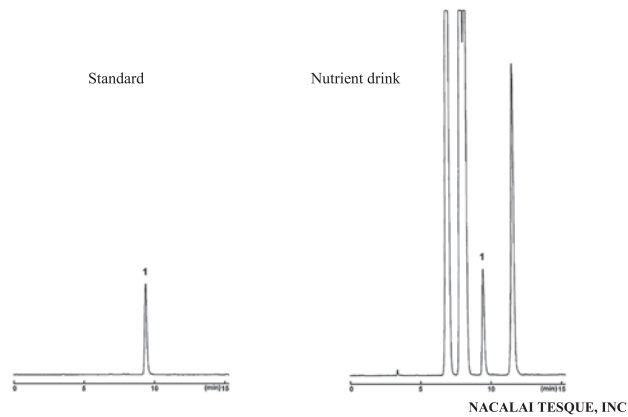 Standard
Nutrient drink
1
1
0 5 10 (min) 15
0 5 10 (min) 15
NACALAI TESQUE, INC